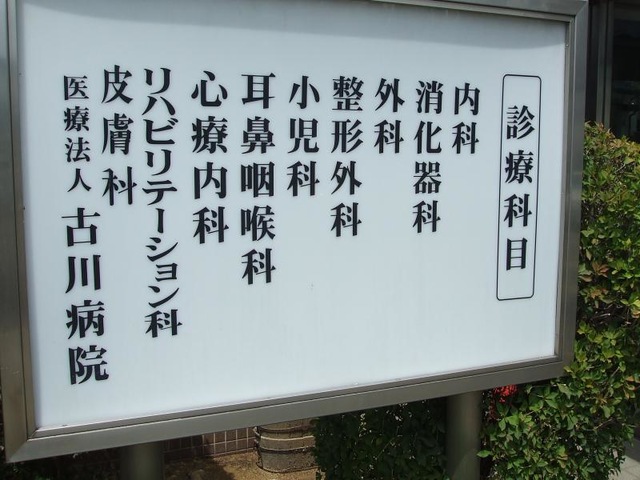 診療科目
内科
消化器科
外科
整形外科
小児科
耳鼻咽喉科
心療内科
リハビリテーション科
皮膚科
医療法人 古川病院